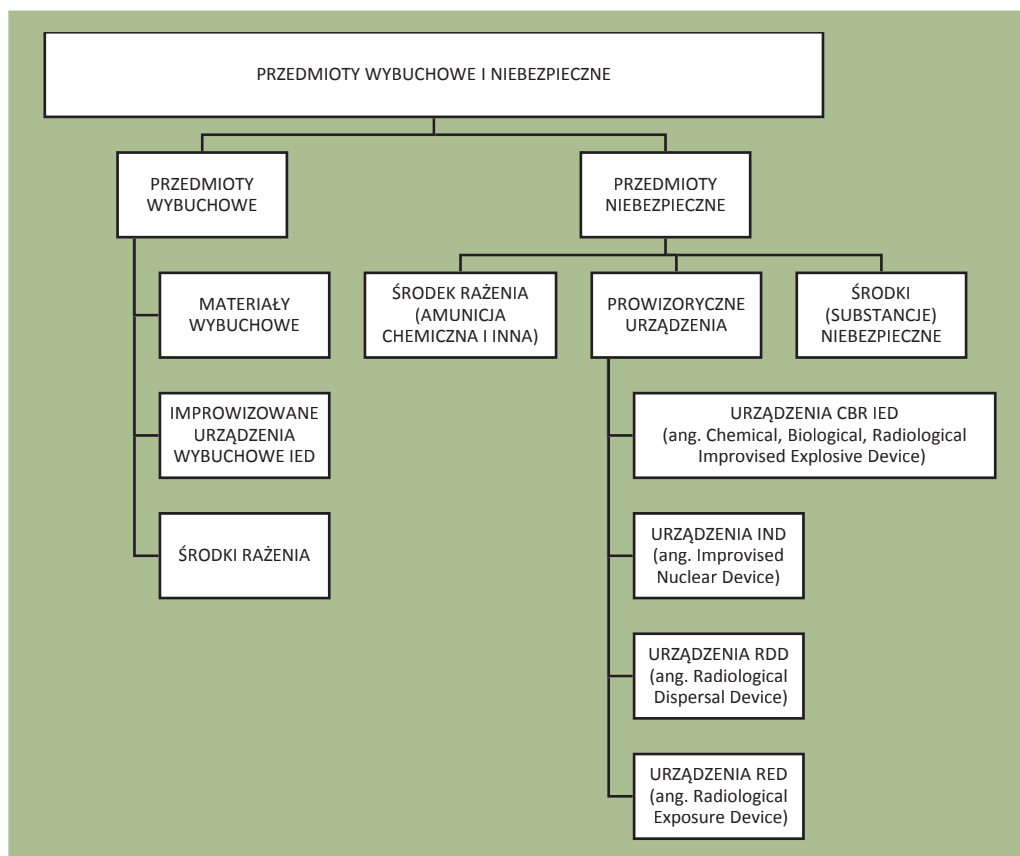 PRZEDMIOTY WYBUCHOWE I NIEBEZPIECZNE
PRZEDMIOTY
WYBUCHOWE
PRZEDMIOTY
NIEBEZPIECZNE
MATERIAŁY
WYBUCHOWE
IMPROWIZOWANE
URZĄDZENIA
WYBUCHOWE IED
ŚRODKI RAŻENIA
ŚRODEK RAŻENIA
(AMUNICJA
CHEMICZNA I INNA)
PROWIZORYCZNE
URZĄDZENIA
ŚRODKI
(SUBSTANCJE)
NIEBEZPIECZNE
URZĄDZENIA CBR IED
(ang. Chemical, Biological, Radiological
Improvised Explosive Device)
URZĄDZENIA IND
(ang. Improvised
Nuclear Device)
URZĄDZENIA RDD
(ang. Radiological
Dispersal Device)
URZĄDZENIA RED
(ang. Radiological
Exposure Device)